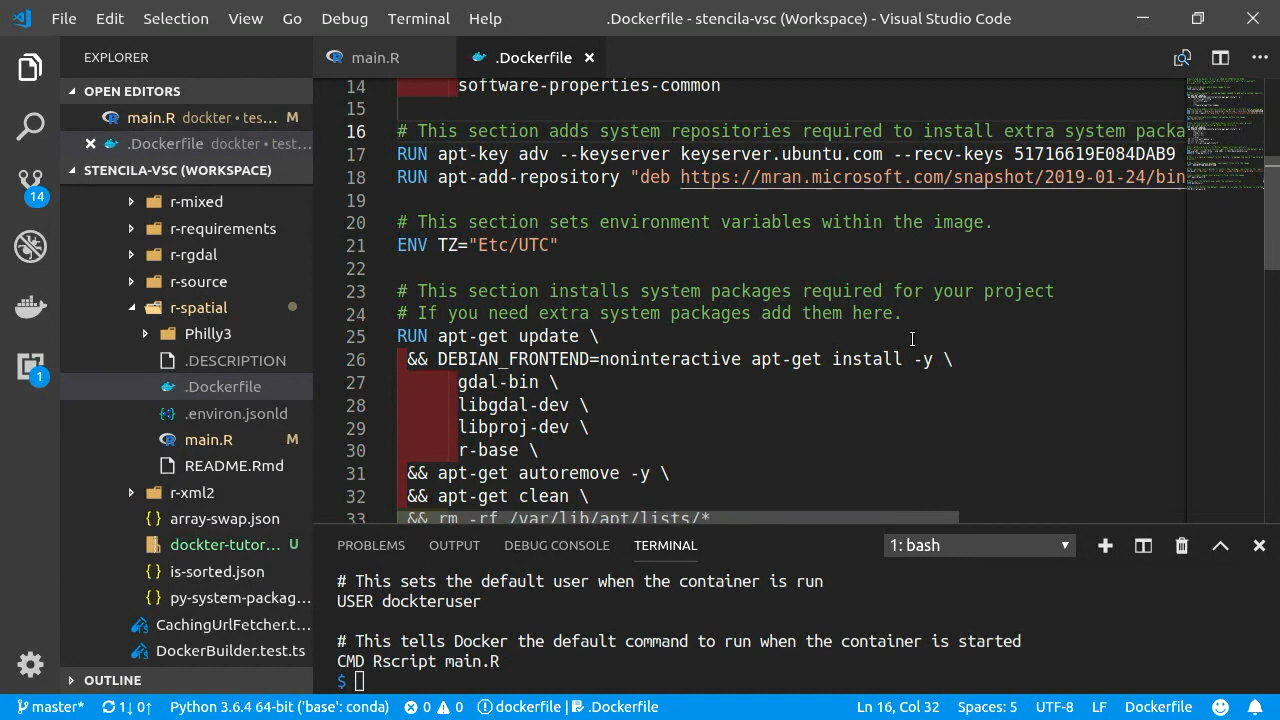 File Edit Selection View Go Debug Terminal Help .Dockerfile - stencila-vsc (Workspace) - Visual Studio Code
EXPLORER
OPEN EDITORS
main.R dockter • tes... M
.Dockerfile dockter • test...
STENCILA-VSC (WORKSPACE)
r-mixed
r-requirements
r-rgdal
r-source
r-spatial
Philly3
.DESCRIPTION
.Dockerfile
.environ.jsonld
main.R M
README.Rmd
r-xml2
array-swap.json
dockter-tutor... U
is-sorted.json
py-system-packag...
CachingUrlFetcher.t...
DockerBuilder.test.ts
OUTLINE
14
1
main.R .Dockerfile
14 software-properties-common
15
16 # This section adds system repositories required to install extra system packa
17 RUN apt-key adv --keyserver keyserver.ubuntu.com --recv-keys 51716619E084DAB9
18 RUN apt-add-repository "deb https://mran.microsoft.com/snapshot/2019-01-24/bin
19
20 # This section sets environment variables within the image.
21 ENV TZ="Etc/UTC"
22
23 # This section installs system packages required for your project
24 # If you need extra system packages add them here.
25 RUN apt-get update \
26 && DEBIAN_FRONTEND=noninteractive apt-get install -y \
27 gdal-bin \
28 libgdal-dev \
29 libproj-dev \
30 r-base \
31 && apt-get autoremove -y \
32 && apt-get clean \
33 && rm -rf /var/lib/apt/lists/*
PROBLEMS OUTPUT DEBUG CONSOLE TERMINAL 1: bash
# This sets the default user when the container is run
USER dockteruser
# This tells Docker the default command to run when the container is started
CMD Rscript main.R
$
master* 1↓ 0↑ Python 3.6.4 64-bit ('base': conda) 0 0 dockerfile | .Dockerfile Ln 16, Col 32 Spaces: 5 UTF-8 LF Dockerfile